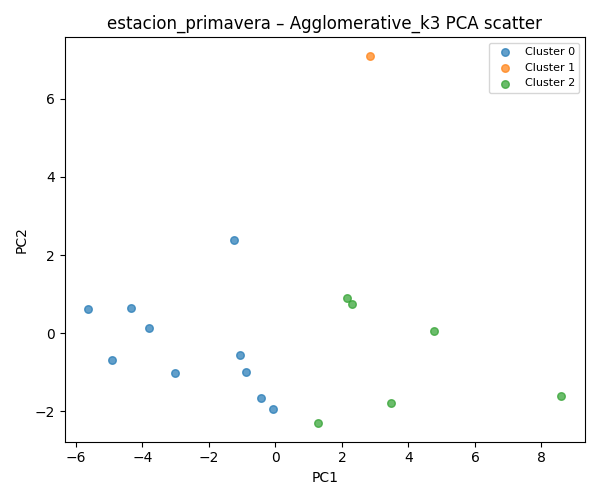 estacion_primavera – Agglomerative_k3 PCA scatter
Cluster 0
Cluster 1
Cluster 2
PC2
6
4
2
0
−2
−6
−4
−2
0
2
4
6
8
PC1